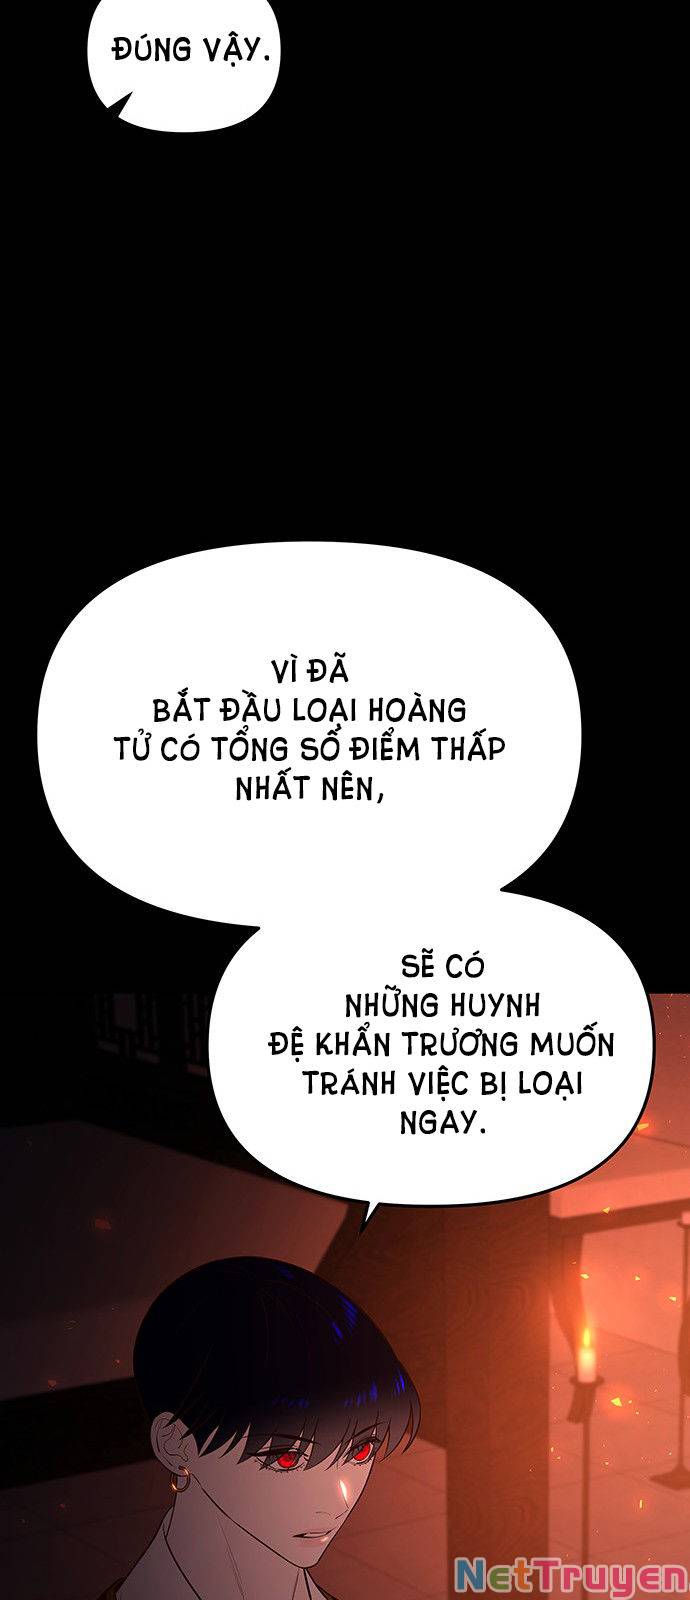 ĐÚNG VẬY.
VÌ ĐÃ
BẮT ĐẦU LOẠI HOÀNG
TỬ CÓ TỔNG SỐ ĐIỂM THẤP
NHẤT NÊN,
SẼ CÓ
NHỮNG HUYNH
ĐỆ KHẨN TRƯƠNG MUỐN
TRÁNH VIỆC BỊ LOẠI
NGAY.
NetTruyen